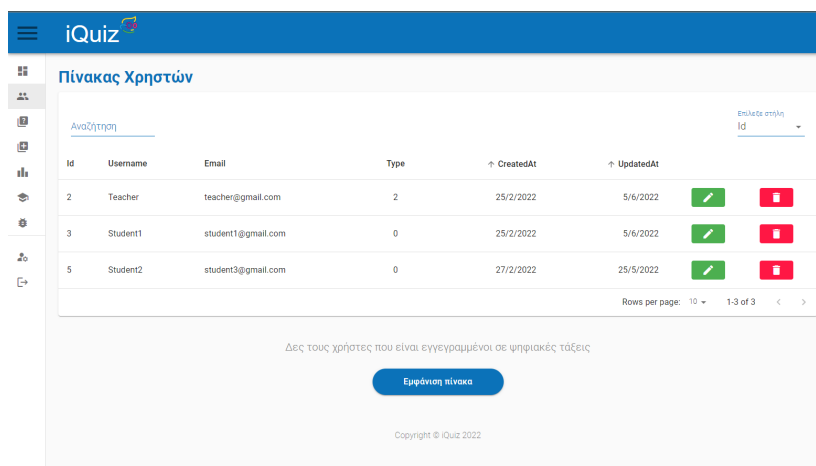 iQuiz
Πίνακας Χρηστών
Αναζήτηση
Επίλεξε στήλη
Id
Id Username Email Type CreatedAt UpdatedAt
2 Teacher teacher@gmail.com 2 25/2/2022 5/6/2022
3 Student1 student1@gmail.com 0 25/2/2022 5/6/2022
5 Student2 student3@gmail.com 0 27/2/2022 25/5/2022
Rows per page: 10 1-3 of 3
Δες τους χρήστες που είναι εγγεγραμμένοι σε ψηφιακές τάξεις
Εμφάνιση πίνακα
Copyright © iQuiz 2022